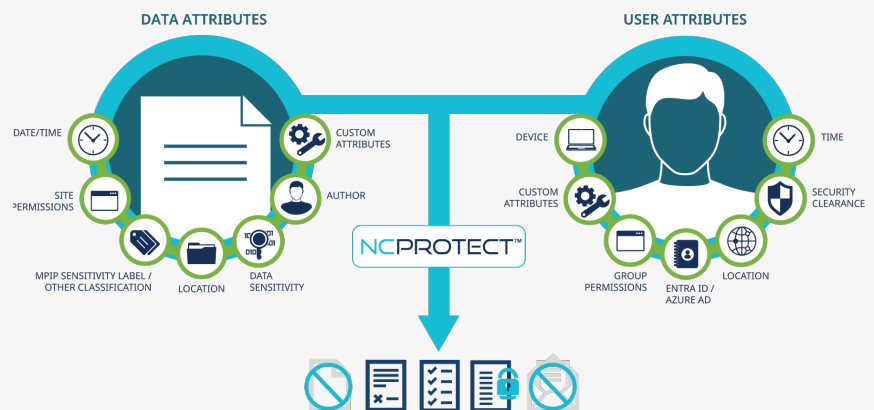 DATA ATTRIBUTES
USER ATTRIBUTES
DATE/TIME
CUSTOM
ATTRIBUTES
SITE
PERMISSIONS
AUTHOR
MPIP SENSITIVITY LABEL /
OTHER CLASSIFICATION
LOCATION
DATA
SENSITIVITY
NCPROTECT™
DEVICE
TIME
CUSTOM
ATTRIBUTES
SECURITY
CLEARANCE
GROUP
PERMISSIONS
ENTRA ID /
AZURE AD
LOCATION